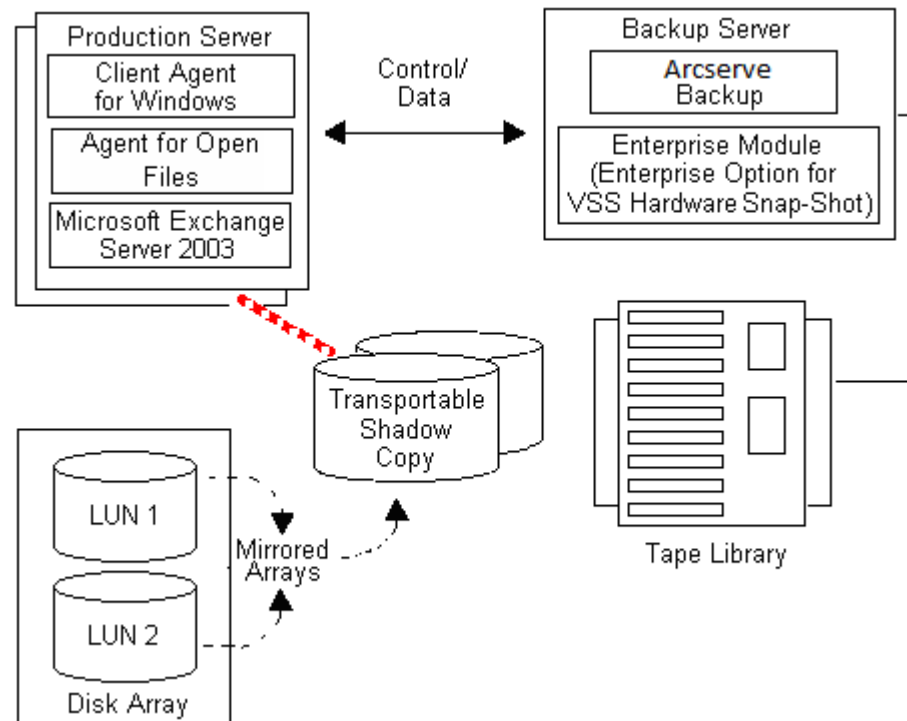 Production Server
Client Agent
for Windows
Agent for Open
Files
Microsoft Exchange
Server 2003
Control/
Data
Backup Server
Arcserve
Backup
Enterprise Module
(Enterprise Option for
VSS Hardware Snap-Shot)
Transportable
Shadow
Copy
LUN 1
Mirrored
Arrays
LUN 2
Disk Array
Tape Library